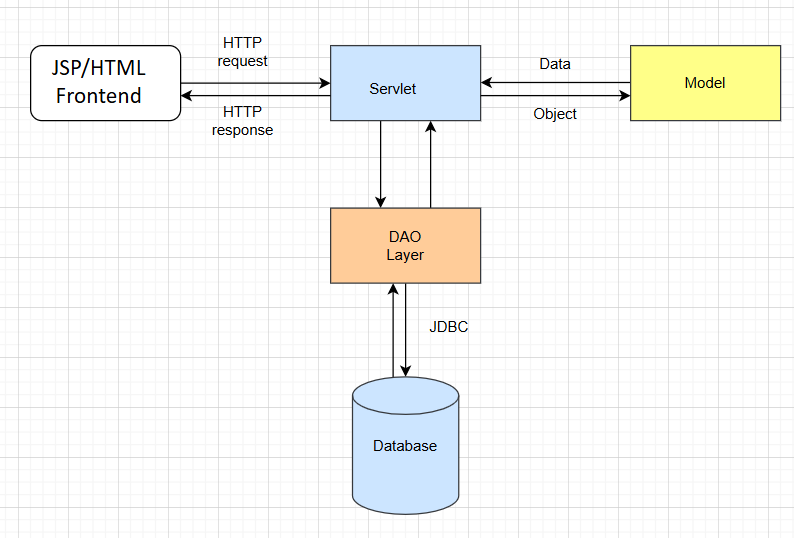 JSP/HTML
Frontend
HTTP
request
HTTP
response
Servlet
Data
Object
Model
DAO
Layer
JDBC
Database